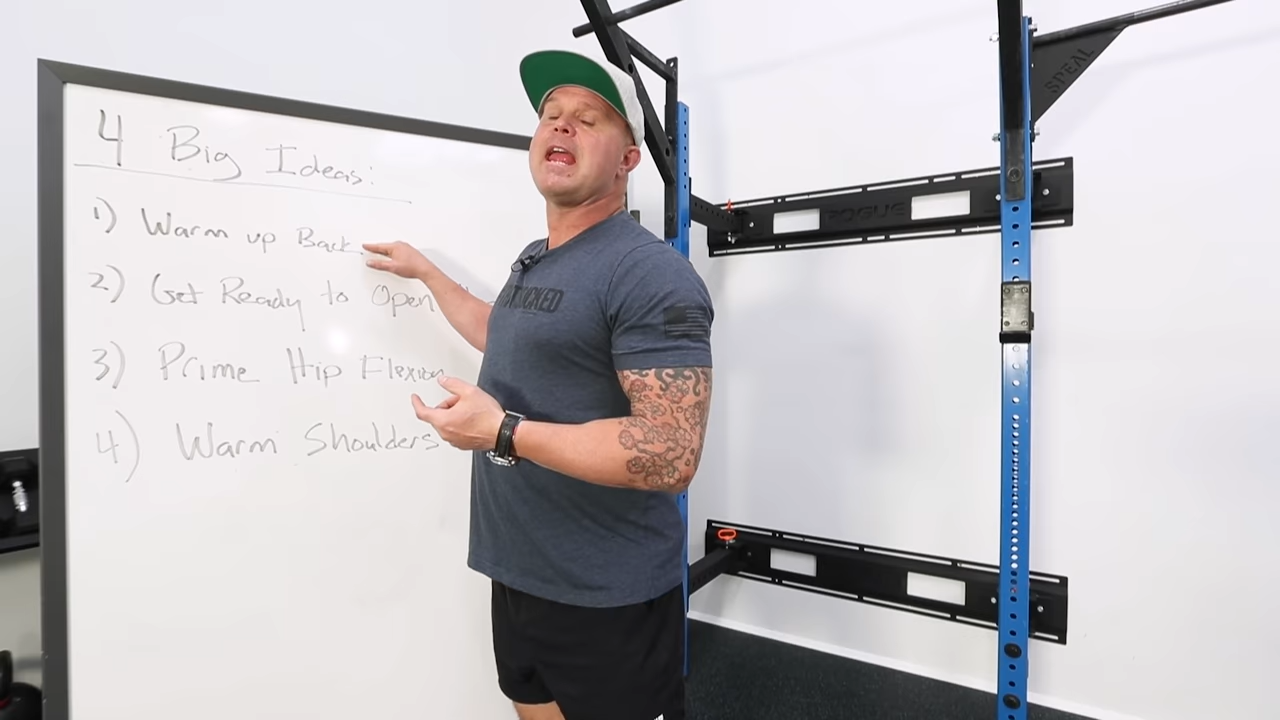 4 Big Ideas:
1) Warm up Back
2) Get Ready to Open
3) Prime Hip Flexion
4) Warm Shoulders
SPEAL
ROGUE